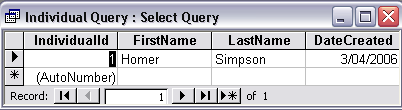 Individual Query : Select Query
IndividualId FirstName LastName DateCreated
1 Homer Simpson 3/04/2006
* (AutoNumber)
Record: 1 of 1